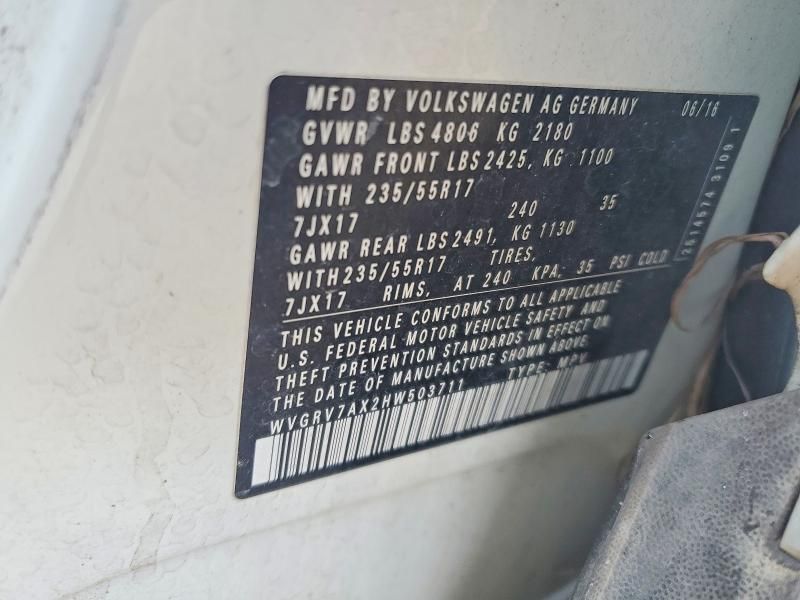 MFD BY VOLKSWAGEN AG GERMANY 06/16
GVWR LBS 4806 KG 2180
GAWR FRONT LBS 2425, KG 1100
WITH 235/55R17
7JX17 240 35
GAWR REAR LBS 2491, KG 1130
WITH 235/55R17 TIRES,
7JX17 RIMS, AT 240 KPA, 35 PSI COLD
THIS VEHICLE CONFORMS TO ALL APPLICABLE
U.S. FEDERAL MOTOR VEHICLE SAFETY AND
THEFT PREVENTION STANDARDS IN EFFECT ON
THE DATE OF MANUFACTURE SHOWN ABOVE
WVGRV7AX2HW503711 TYPE: MPV
2614574 3109 1